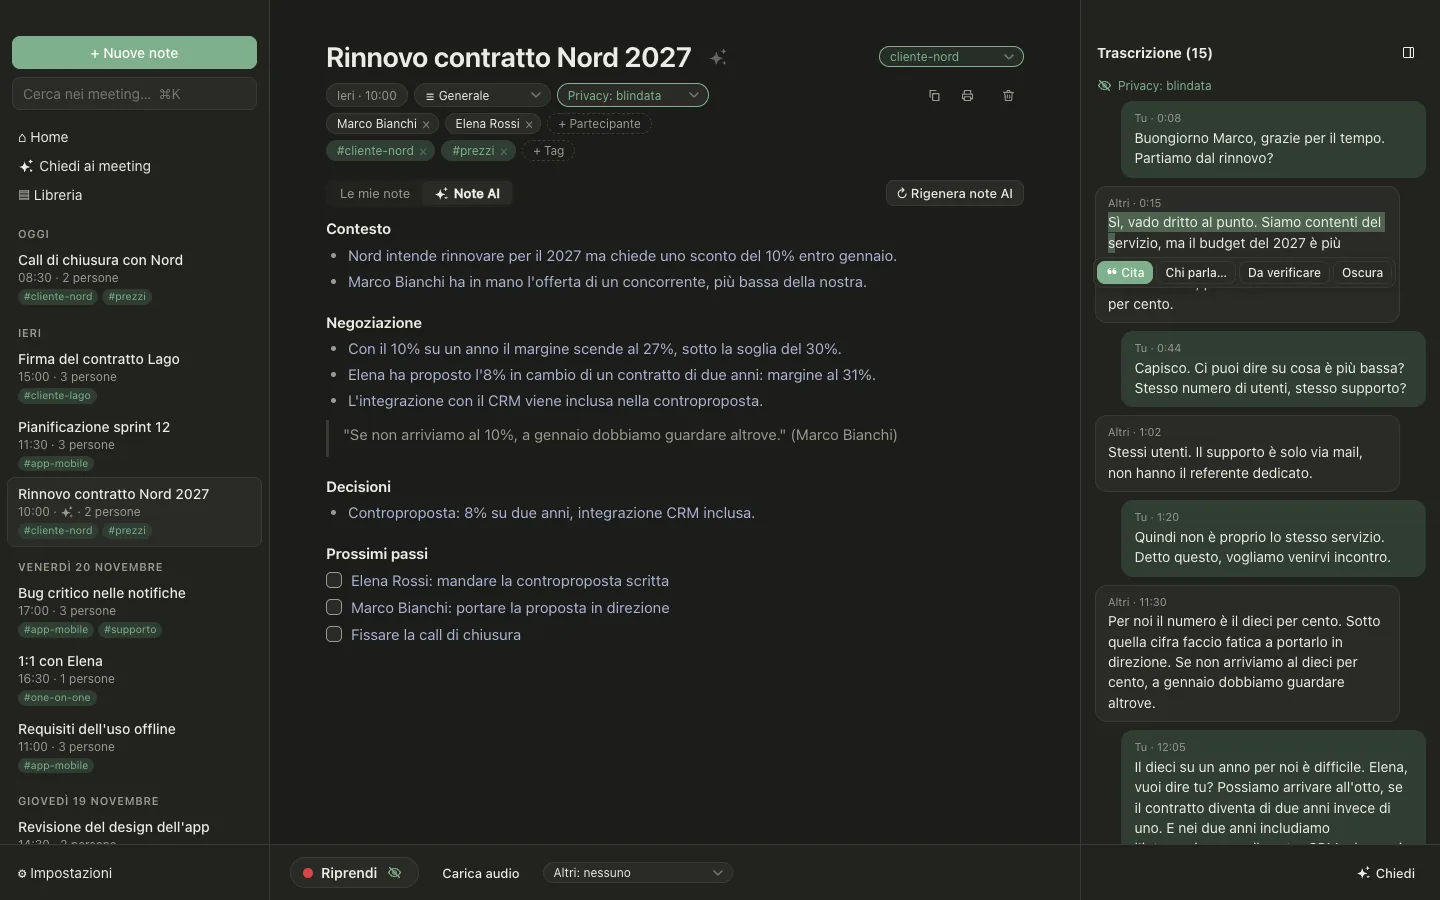 + Nuove note
Cerca nei meeting... ⌘K
Home
Chiedi ai meeting
Libreria
OGGI
Call di chiusura con Nord
08:30 · 2 persone
#cliente-nord #prezzi
IERI
Firma del contratto Lago
15:00 · 3 persone
#cliente-lago
Pianificazione sprint 12
11:30 · 3 persone
#app-mobile
Rinnovo contratto Nord 2027
10:00 · · 2 persone
#cliente-nord #prezzi
VENERDÌ 20 NOVEMBRE
Bug critico nelle notifiche
17:00 · 3 persone
#app-mobile #supporto
1:1 con Elena
16:30 · 1 persone
#one-on-one
Requisiti dell'uso offline
11:00 · 3 persone
#app-mobile
GIOVEDÌ 19 NOVEMBRE
Revisione del design dell'app
Impostazioni
Rinnovo contratto Nord 2027
cliente-nord
Ieri · 10:00
Generale
Privacy: blindata
Marco Bianchi × Elena Rossi × + Partecipante
#cliente-nord × #prezzi × + Tag
Le mie note
Note AI
Rigenera note AI
Contesto
• Nord intende rinnovare per il 2027 ma chiede uno sconto del 10% entro gennaio.
• Marco Bianchi ha in mano l'offerta di un concorrente, più bassa della nostra.
Negoziazione
• Con il 10% su un anno il margine scende al 27%, sotto la soglia del 30%.
• Elena ha proposto l'8% in cambio di un contratto di due anni: margine al 31%.
• L'integrazione con il CRM viene inclusa nella controproposta.
"Se non arriviamo al 10%, a gennaio dobbiamo guardare altrove." (Marco Bianchi)
Decisioni
• Controproposta: 8% su due anni, integrazione CRM inclusa.
Prossimi passi
Elena Rossi: mandare la controproposta scritta
Marco Bianchi: portare la proposta in direzione
Fissare la call di chiusura
Riprendi
Carica audio
Altri: nessuno
Trascrizione (15)
Privacy: blindata
Tu · 0:08
Buongiorno Marco, grazie per il tempo.
Partiamo dal rinnovo?
Altri · 0:15
Sì, vado dritto al punto. Siamo contenti del
servizio, ma il budget del 2027 è più
Cita
Chi parla...
Da verificare
Oscura
per cento.
Tu · 0:44
Capisco. Ci puoi dire su cosa è più bassa?
Stesso numero di utenti, stesso supporto?
Altri · 1:02
Stessi utenti. Il supporto è solo via mail,
non hanno il referente dedicato.
Tu · 1:20
Quindi non è proprio lo stesso servizio.
Detto questo, vogliamo venirvi incontro.
Altri · 11:30
Per noi il numero è il dieci per cento. Sotto
quella cifra faccio fatica a portarlo in
direzione. Se non arriviamo al dieci per
cento, a gennaio dobbiamo guardare
altrove.
Tu · 12:05
Il dieci su un anno per noi è difficile. Elena,
vuoi dire tu? Possiamo arrivare all'otto, se
il contratto diventa di due anni invece di
uno. E nei due anni includiamo
Chiedi